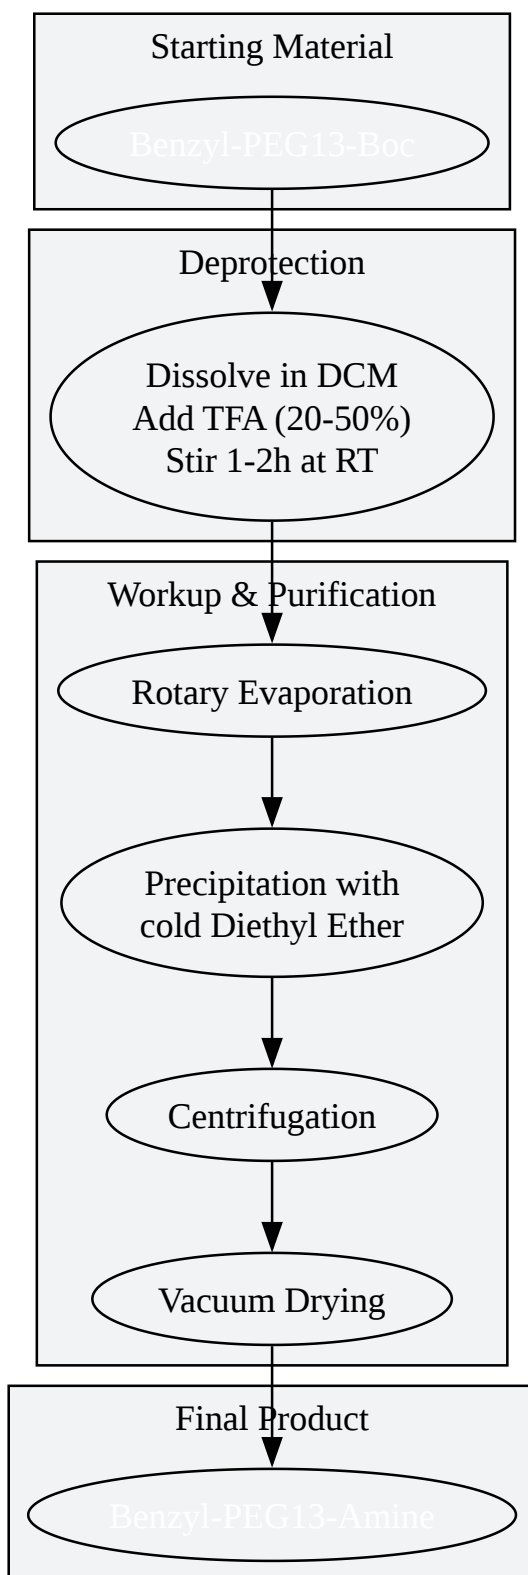 Starting Material
Benzyl-PEG13-Boc
Deprotection
Dissolve in DCM
Add TFA (20-50%)
Stir 1-2h at RT
Workup & Purification
Rotary Evaporation
Precipitation with
cold Diethyl Ether
Centrifugation
Vacuum Drying
Final Product
Benzyl-PEG13-Amine